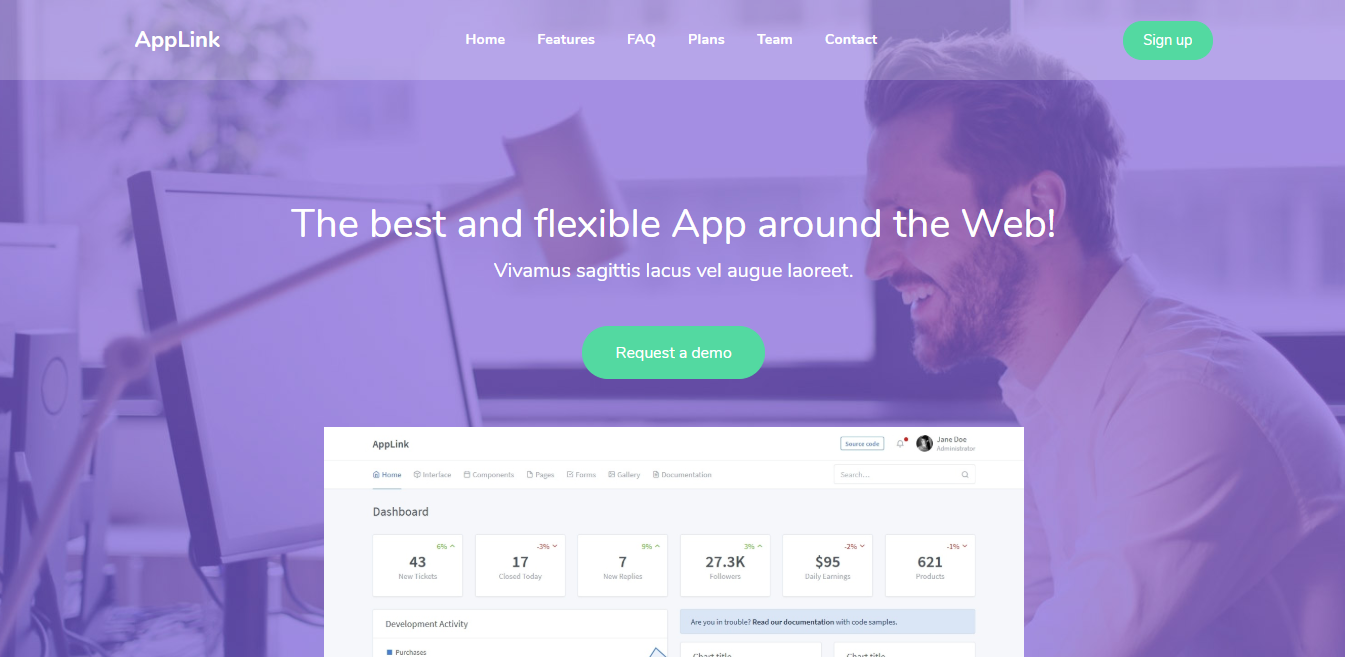 AppLink
Home Features FAQ Plans Team Contact
Sign up
The best and flexible App around the Web!
Vivamus sagittis lacus vel augue laoreet.
Request a demo
AppLink
Source code
Jane Doe
Administrator
Home Interface Components Pages Forms Gallery Documentation
Search...
Dashboard
6% -3% 9% 3% -2% -1%
43 17 7 27.3K $95 621
New Tickets Closed Today New Replies Followers Daily Earnings Products
Development Activity
Are you in trouble? Read our documentation with code samples.
Purchases
Chart title Chart title